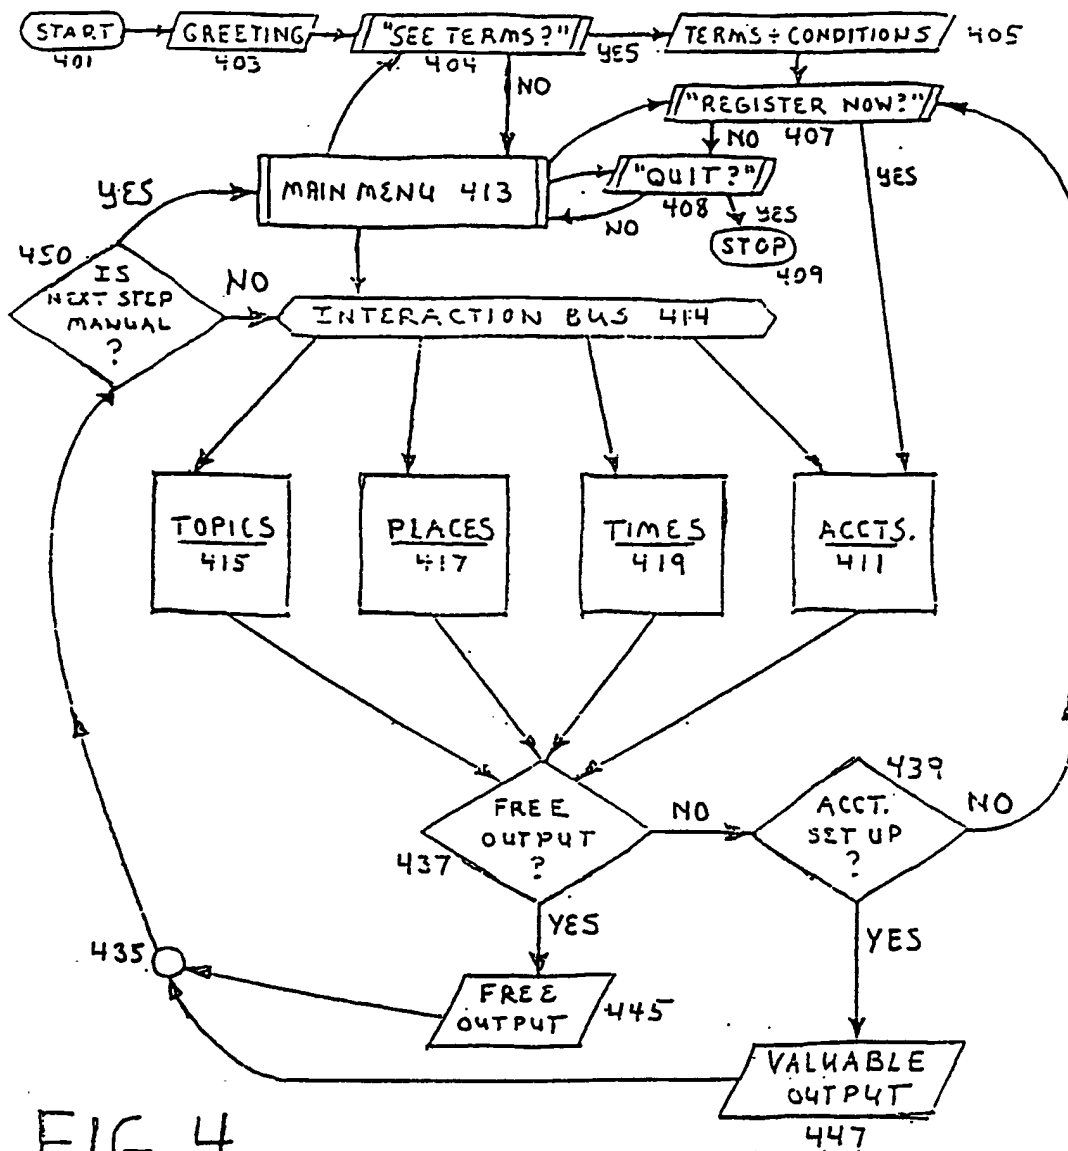 START
401
GREETING
403
"SEE TERMS?"
404
YES
TERMS + CONDITIONS 405
NO
"REGISTER NOW?"
407
NO
YES
MAIN MENU 413
"QUIT?"
408
NO
YES
STOP
409
YES
450
IS
NEXT STEP
MANUAL
?
NO
INTERACTION BUS 414
TOPICS
415
PLACES
417
TIMES
419
ACCTS.
411
FREE
OUTPUT
?
437
NO
439
ACCT.
SET UP
?
NO
YES
YES
435
FREE
OUTPUT
445
VALUABLE
OUTPUT
447
FIG 4